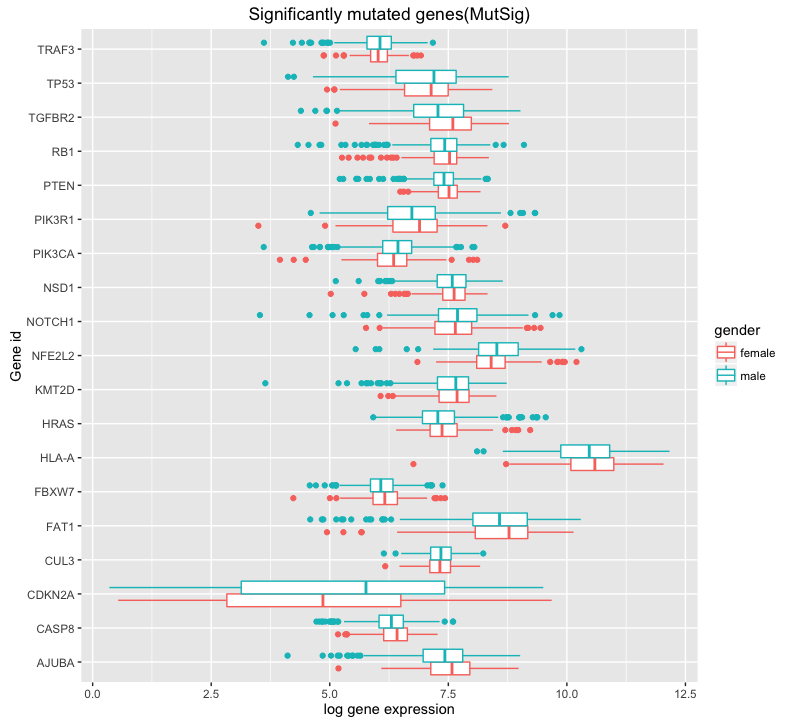 Significantly mutated genes(MutSig)
Gene id
TRAF3
TP53
TGFBR2
RB1
PTEN
PIK3R1
PIK3CA
NSD1
NOTCH1
NFE2L2
KMT2D
HRAS
HLA-A
FBXW7
FAT1
CUL3
CDKN2A
CASP8
AJUBA
0.0 2.5 5.0 7.5 10.0 12.5
log gene expression
gender
female
male